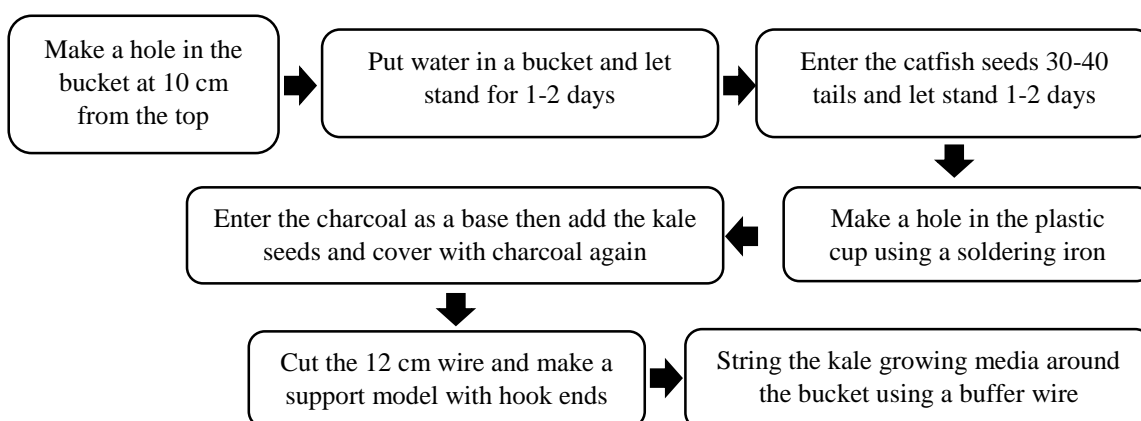 Make a hole in the
bucket at 10 cm
from the top
Put water in a bucket and let
stand for 1-2 days
Enter the catfish seeds 30-40
tails and let stand 1-2 days
Make a hole in the plastic
cup using a soldering iron
Enter the charcoal as a base then add the kale
seeds and cover with charcoal again
Cut the 12 cm wire and make a
support model with hook ends
String the kale growing media around
the bucket using a buffer wire